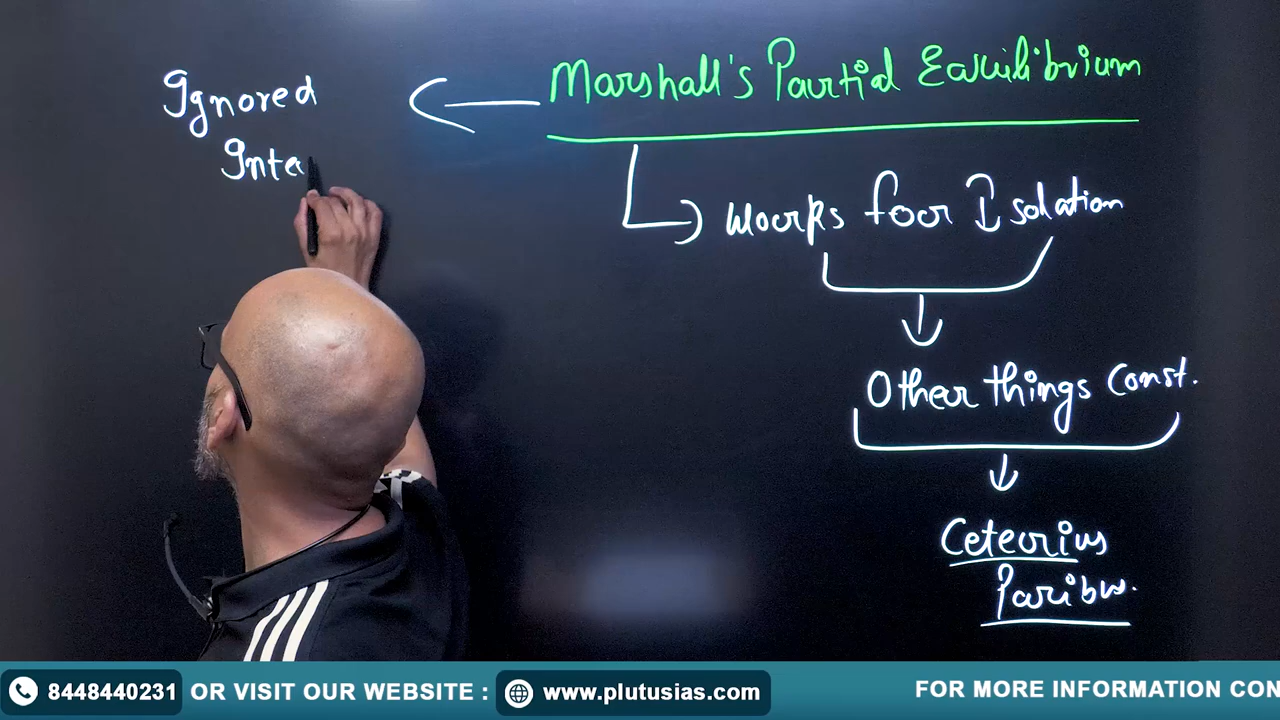 Marshall's Partial Equilibrium
Ignored
Inte
Works for Isolation
Other things Const.
Ceterius
Paribus.
8448440231 OR VISIT OUR WEBSITE : www.plutusias.com FOR MORE INFORMATION CON